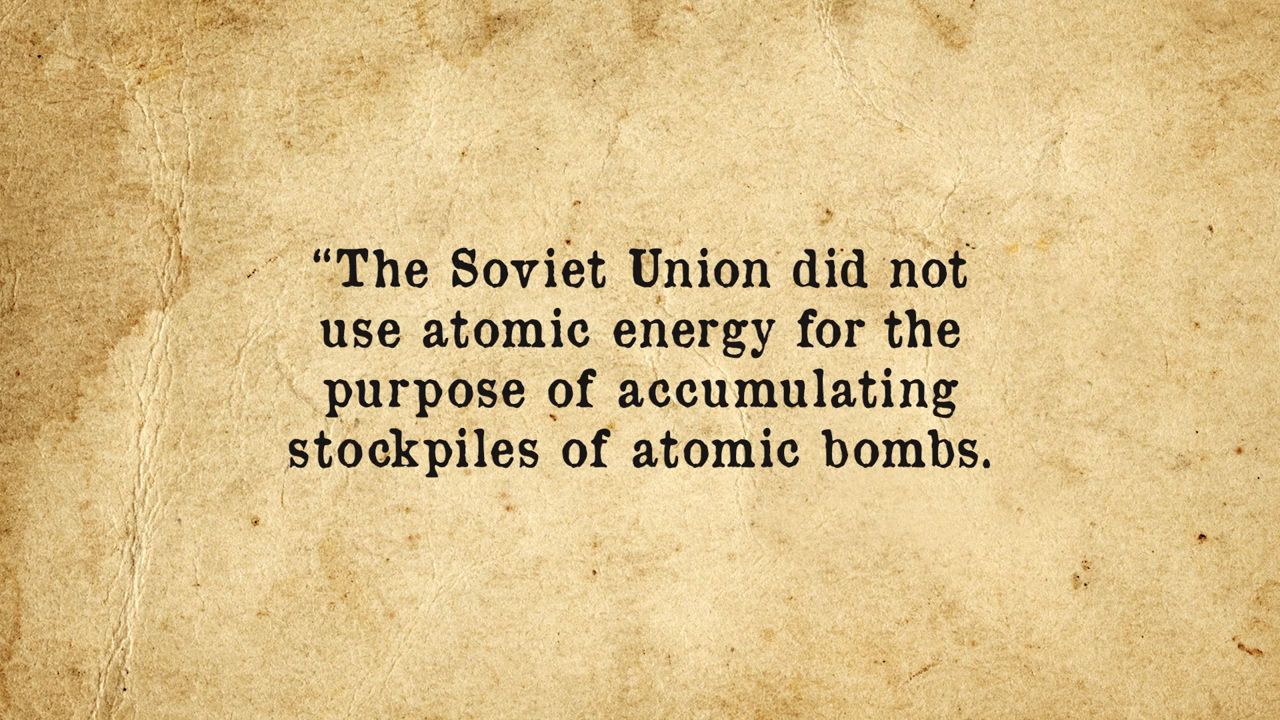 “The Soviet Union did not
use atomic energy for the
purpose of accumulating
stockpiles of atomic bombs.